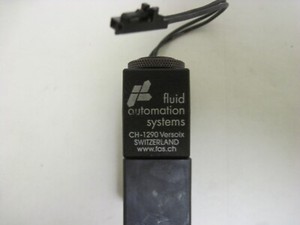 fluid
automation
systems
CH-1290 Versoix
SWITZERLAND
www.fas.ch